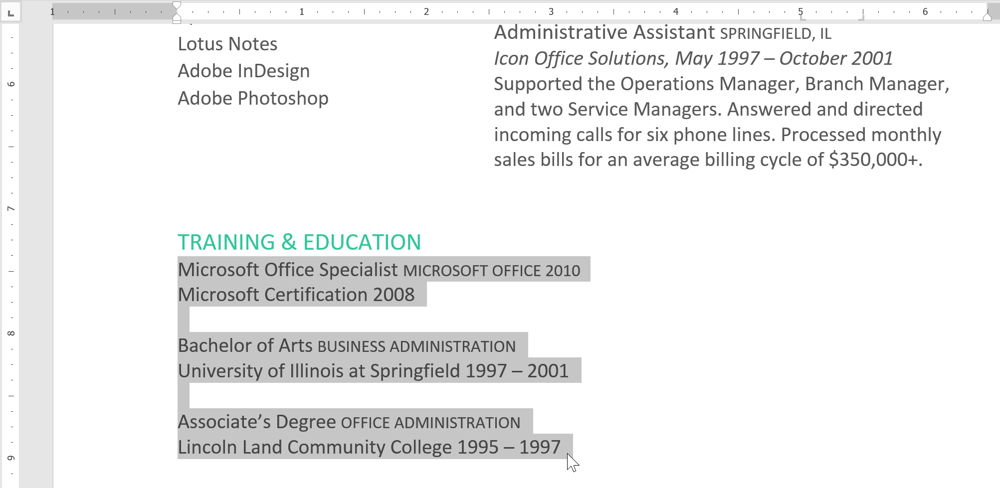 1 1 2 3 4 5 6
Lotus Notes
Adobe InDesign
Adobe Photoshop
Administrative Assistant SPRINGFIELD, IL
Icon Office Solutions, May 1997 – October 2001
Supported the Operations Manager, Branch Manager,
and two Service Managers. Answered and directed
incoming calls for six phone lines. Processed monthly
sales bills for an average billing cycle of $350,000+.
TRAINING & EDUCATION
Microsoft Office Specialist MICROSOFT OFFICE 2010
Microsoft Certification 2008
Bachelor of Arts BUSINESS ADMINISTRATION
University of Illinois at Springfield 1997 – 2001
Associate’s Degree OFFICE ADMINISTRATION
Lincoln Land Community College 1995 – 1997
6
7
8
9